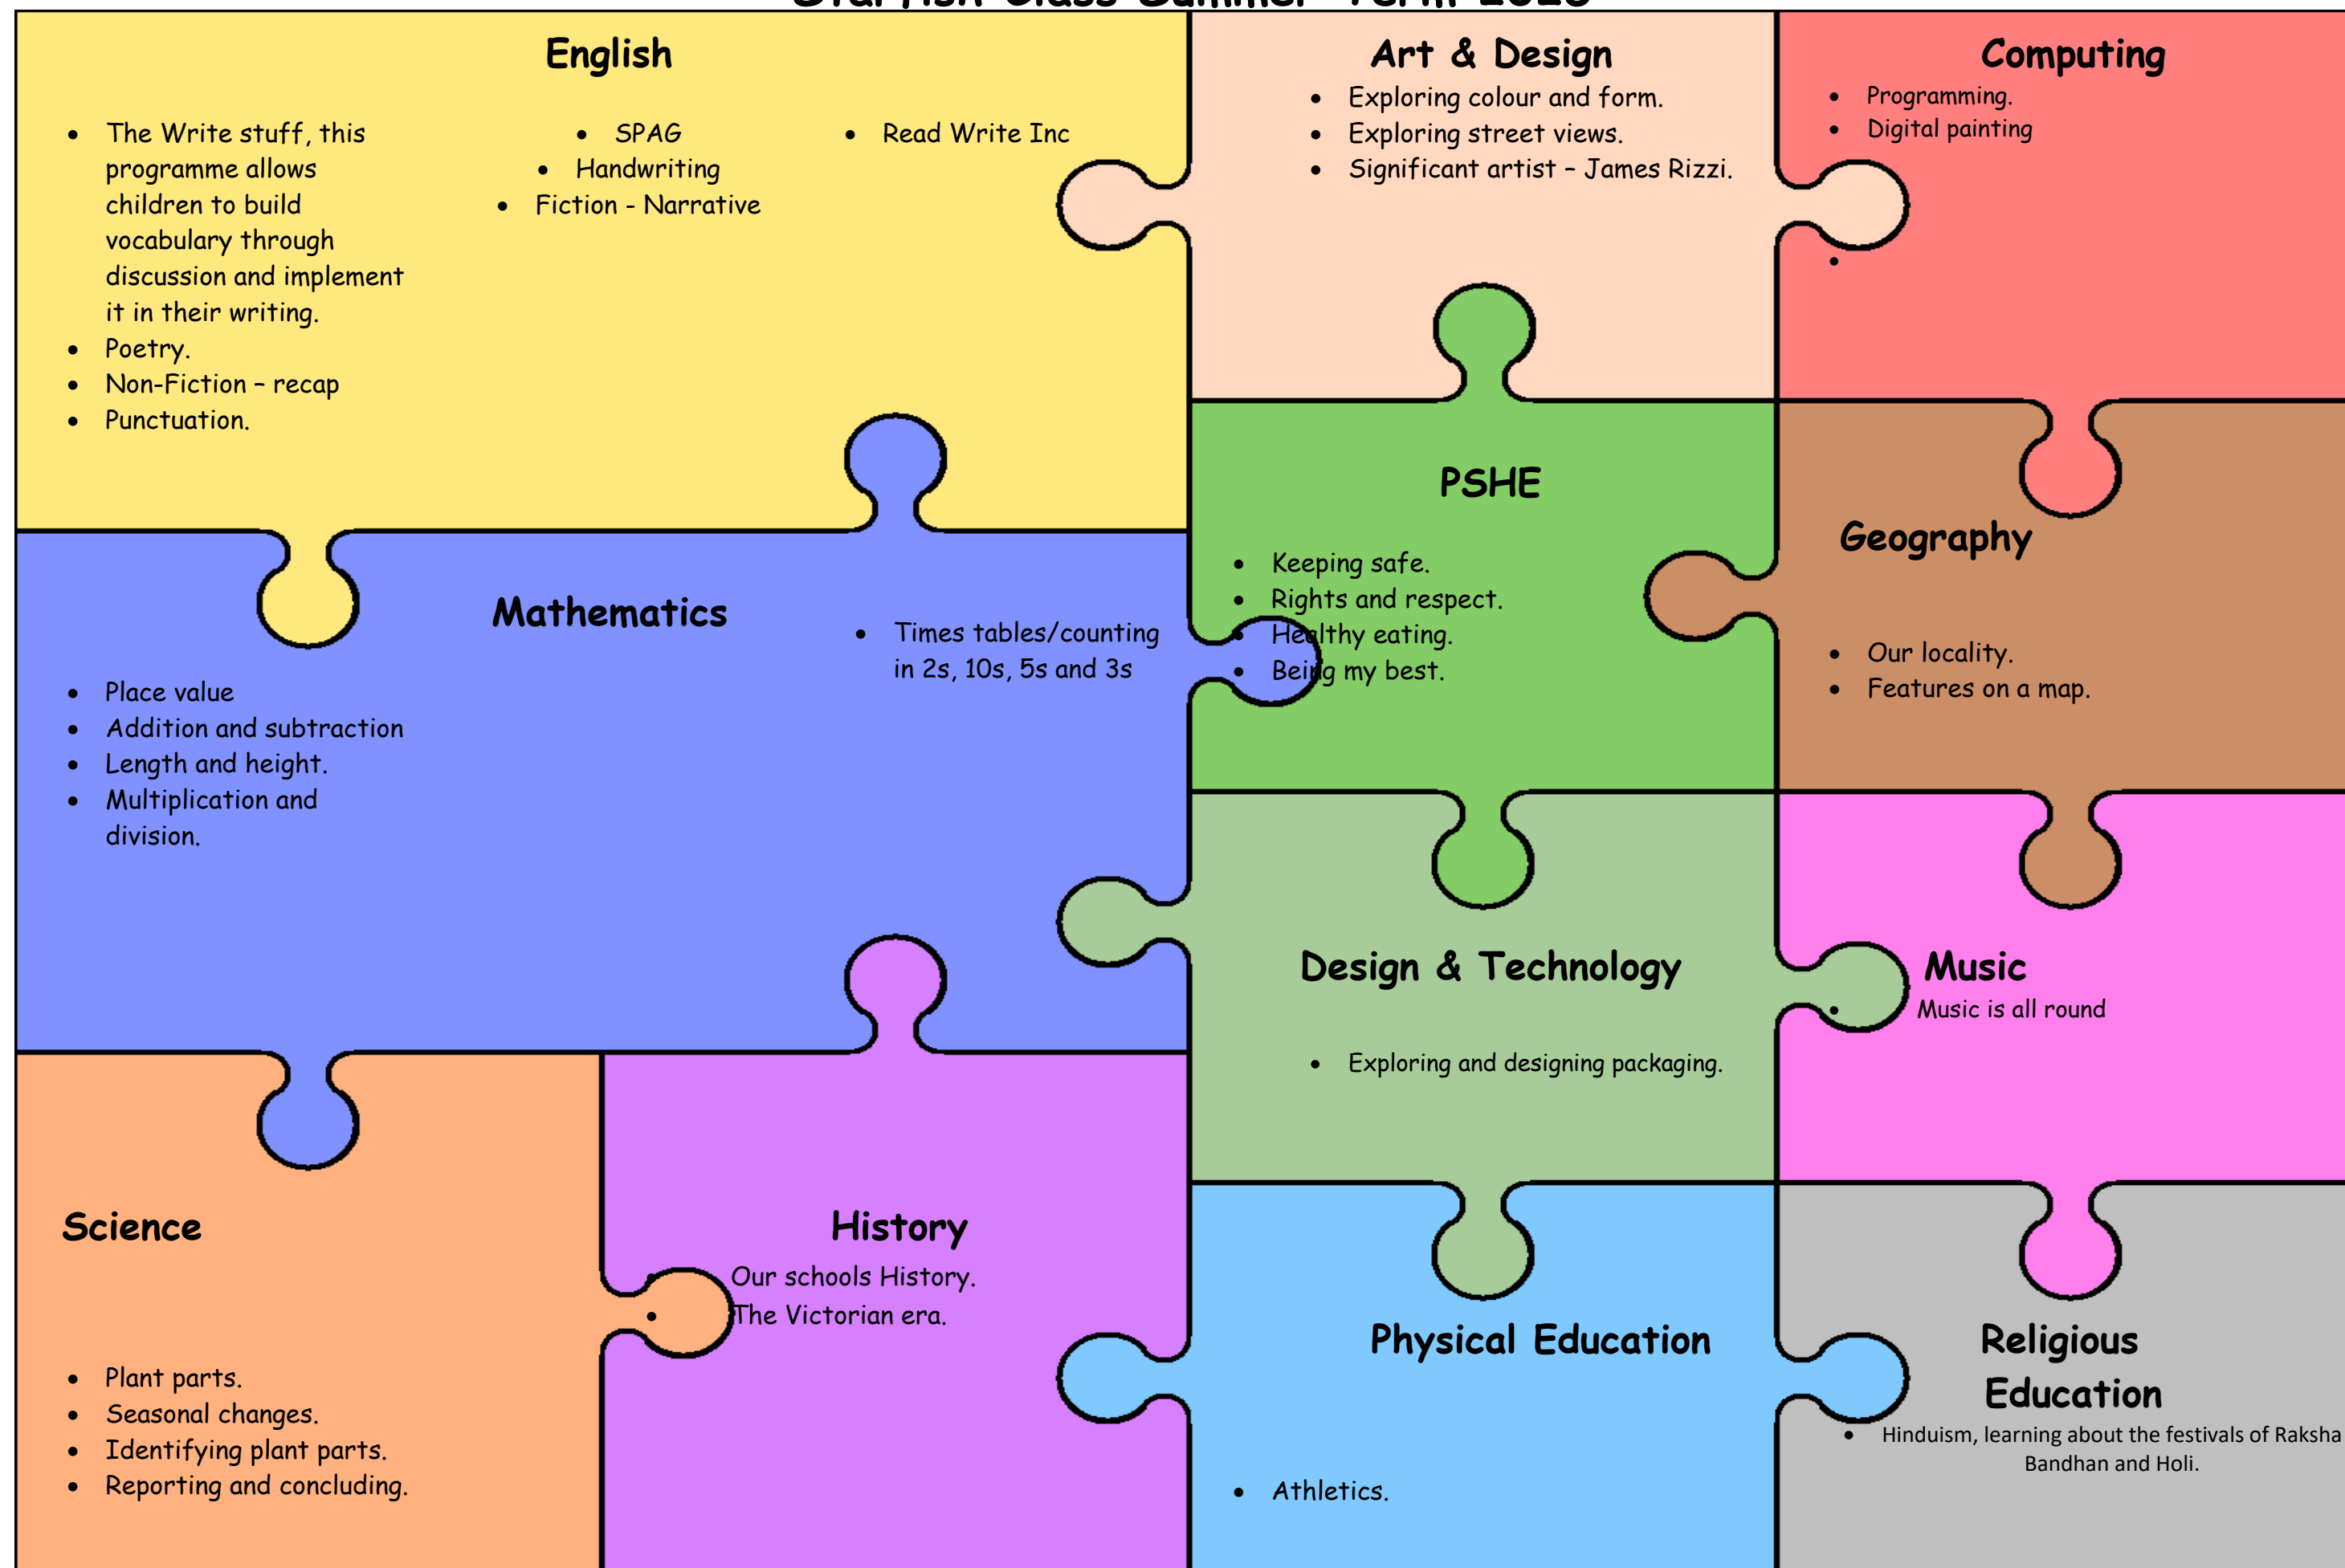 Starfish Class Summer Term
English
• The Write stuff, this
programme allows
children to build
vocabulary through
discussion and implement
it in their writing.
• Poetry.
• Non-Fiction – recap
• Punctuation.
• SPAG
• Handwriting
• Fiction - Narrative
• Read Write Inc
Art & Design
• Exploring colour and form.
• Exploring street views.
• Significant artist – James Rizzi.
Computing
• Programming.
• Digital painting
•
Mathematics
• Place value
• Addition and subtraction
• Length and height.
• Multiplication and
division.
• Times tables/counting
in 2s, 10s, 5s and 3s
PSHE
• Keeping safe.
• Rights and respect.
• Healthy eating.
• Being my best.
Geography
• Our locality.
• Features on a map.
Design & Technology
• Exploring and designing packaging.
Music
• Music is all round
Science
• Plant parts.
• Seasonal changes.
• Identifying plant parts.
• Reporting and concluding.
History
• Our schools History.
• The Victorian era.
Physical Education
• Athletics.
Religious
Education
• Hinduism, learning about the festivals of Raksha
Bandhan and Holi.